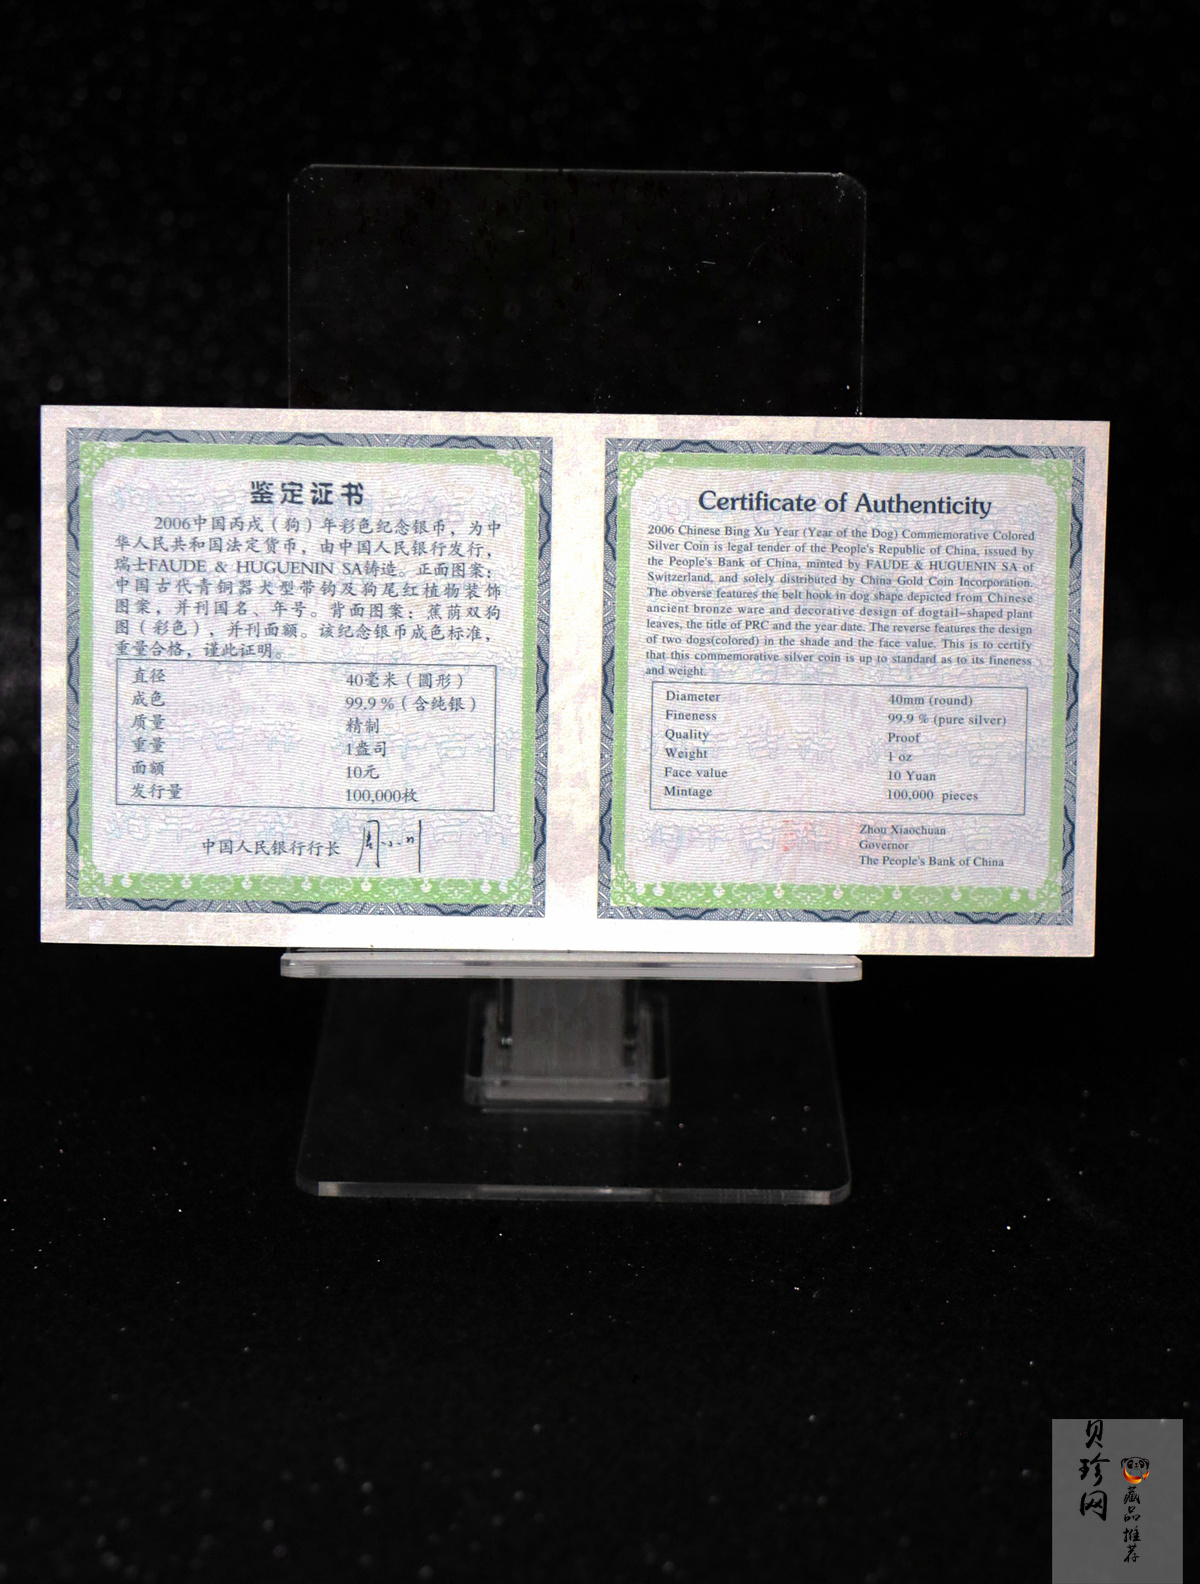 鉴定证书
2006中国丙戌（狗）年彩色纪念银币，为中
华人民共和国法定货币，由中国人民银行发行，
瑞士FAUDE & HUGUENIN SA铸造。正面图案：
中国古代青铜器犬型带钩及狗尾红植物装饰
图案，并刊国名、年号。背面图案：蕉荫双狗
图（彩色），并刊面额。该纪念银币成色标准，
重量合格，谨此证明。
直径 40毫米（圆形）
成色 99.9％（含纯银）
质量 精制
重量 1盎司
面额 10元
发行量 100,000枚
中国人民银行行长 周小川
Certificate of Authenticity
2006 Chinese Bing Xu Year (Year of the Dog) Commemorative Colored
Silver Coin is legal tender of the People's Republic of China, issued by
the People's Bank of China, minted by FAUDE & HUGUENIN SA of
Switzerland, and solely distributed by China Gold Coin Incorporation.
The obverse features the belt hook in dog shape depicted from Chinese
ancient bronze ware and decorative design of dogtail-shaped plant
leaves, the title of PRC and the year date. The reverse features the design
of two dogs(colored) in the shade and the face value. This is to certify
that this commemorative silver coin is up to standard as to its fineness
and weight.
Diameter 40mm (round)
Fineness 99.9 % (pure silver)
Quality Proof
Weight 1 oz
Face value 10 Yuan
Mintage 100,000 pieces
Zhou Xiaochuan
Governor
The People's Bank of China
贝珍网
藏品推荐